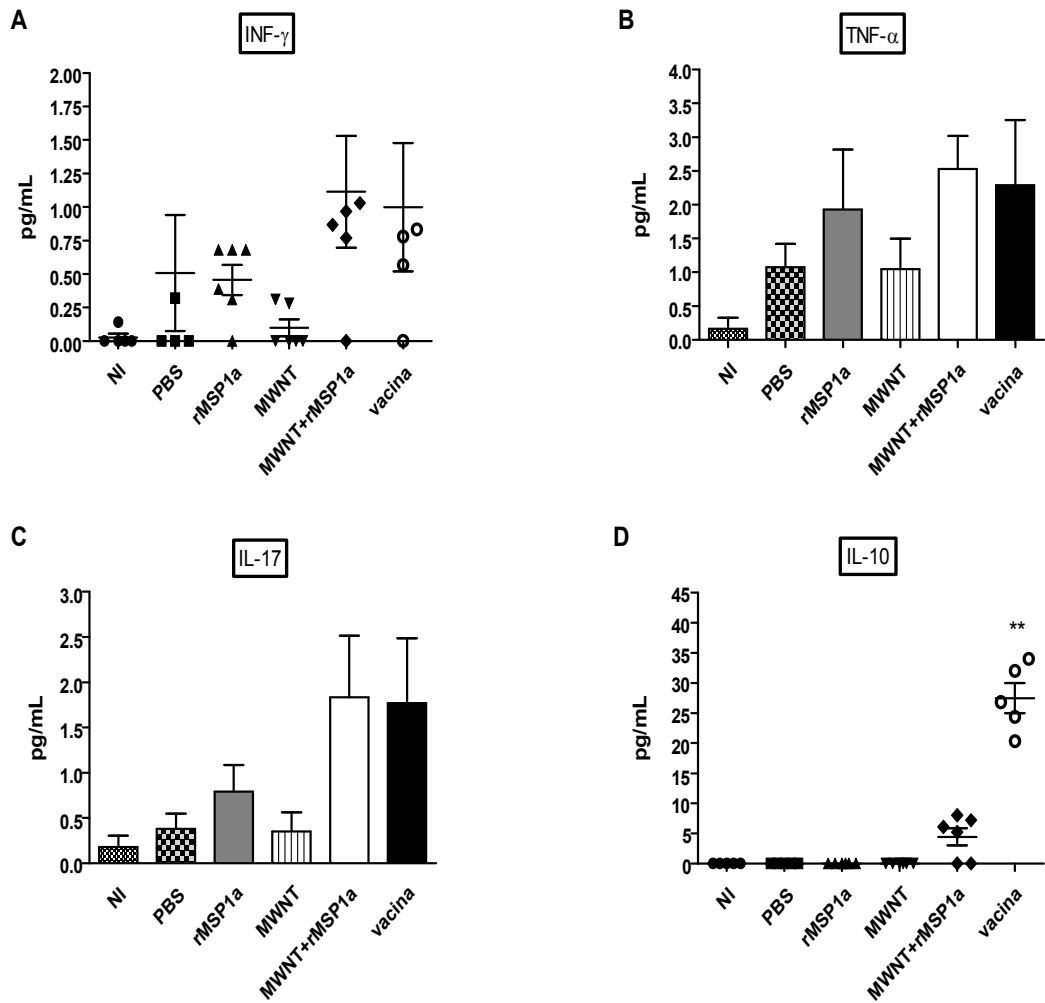 A
INF-γ
pg/mL
2.00
1.75
1.50
1.25
1.00
0.75
0.50
0.25
0.00
NI
PBS
rMSP1a
MWNT
MWNT+rMSP1a
vacina
B
TNF-α
pg/mL
4.0
3.5
3.0
2.5
2.0
1.5
1.0
0.5
0.0
NI
PBS
rMSP1a
MWNT
MWNT+rMSP1a
vacina
C
IL-17
pg/mL
3.0
2.5
2.0
1.5
1.0
0.5
0.0
NI
PBS
rMSP1a
MWNT
MWNT+rMSP1a
vacina
D
IL-10
pg/mL
45
40
35
30
25
20
15
10
5
0
**
NI
PBS
rMSP1a
MWNT
MWNT+rMSP1a
vacina